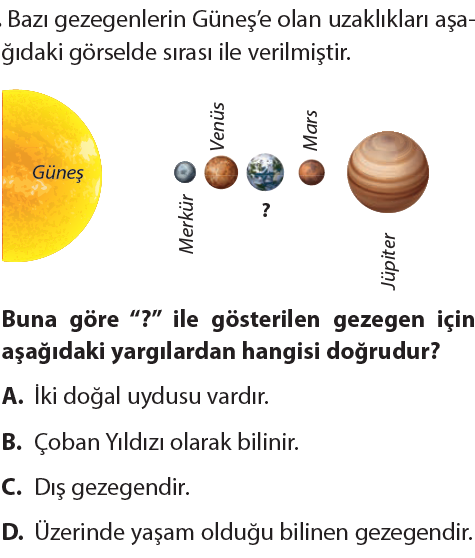 . Bazı gezegenlerin Güneş’e olan uzaklıkları aşa-
ğıdaki görselde sırası ile verilmiştir.
Güneş
Merkür
Venüs
?
Mars
Jüpiter
Buna göre “?” ile gösterilen gezegen için
aşağıdaki yargılardan hangisi doğrudur?
A. İki doğal uydusu vardır.
B. Çoban Yıldızı olarak bilinir.
C. Dış gezegendir.
D. Üzerinde yaşam olduğu bilinen gezegendir.